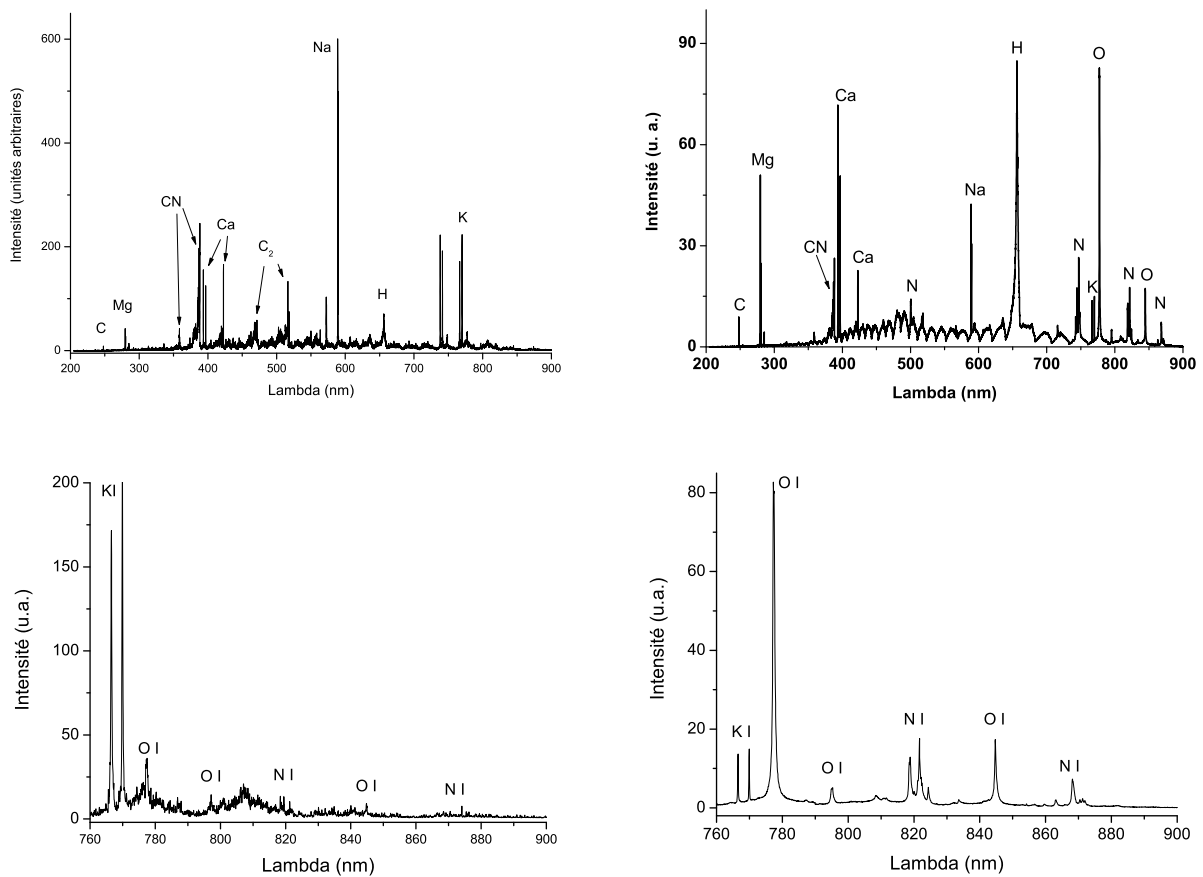 600
400
200
0
Intensité (unités arbitraires)
C
Mg
CN
Ca
C2
Na
H
K
200 300 400 500 600 700 800 900
Lambda (nm)
90
60
30
0
Intensité (u. a.)
C
Mg
CN
Ca
Ca
N
Na
H
N
K
O
N
O
N
200 300 400 500 600 700 800 900
Lambda (nm)
200
150
100
50
0
Intensité (u.a.)
KI
O I
O I
N I
O I
N I
760 780 800 820 840 860 880 900
Lambda (nm)
80
60
40
20
0
Intensité (u.a.)
K I
O I
O I
N I
O I
N I
760 780 800 820 840 860 880 900
Lambda (nm)